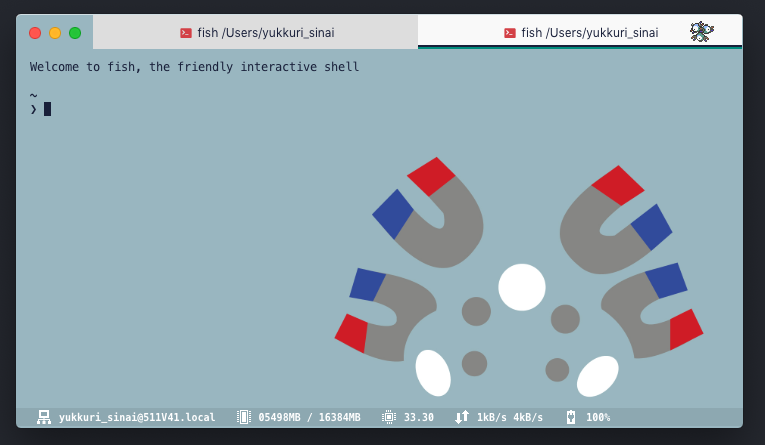 fish /Users/yukkuri_sinai
fish /Users/yukkuri_sinai
Welcome to fish, the friendly interactive shell
~
❯
yukkuri_sinai@511V41.local 05498MB / 16384MB 33.30 1kB/s 4kB/s 100%